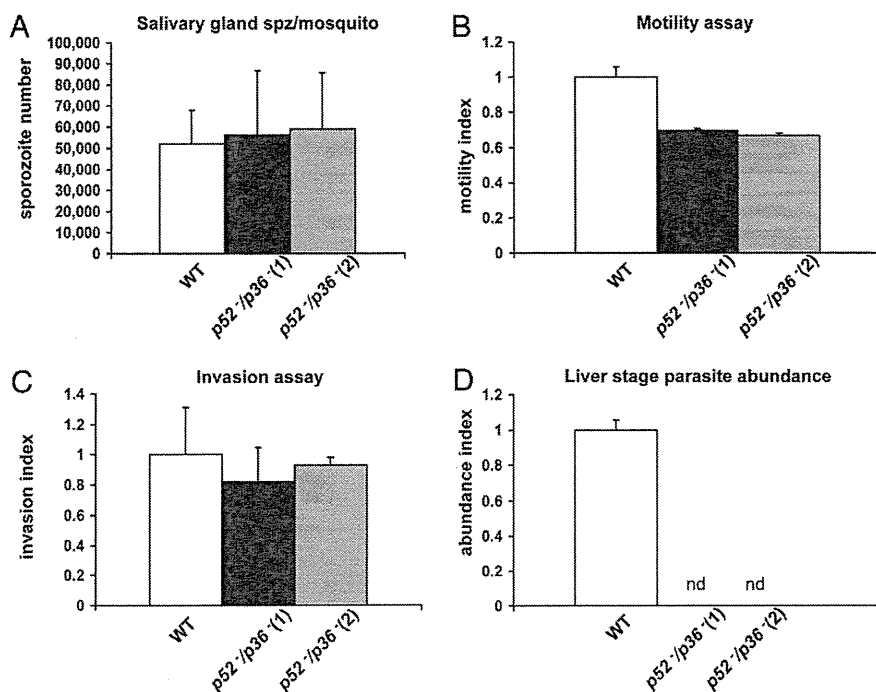 A
Salivary gland spz/mosquito
sporozoite number
100,000
90,000
80,000
70,000
60,000
50,000
40,000
30,000
20,000
10,000
0
WT
p52⁻/p36⁻(1)
p52⁻/p36⁻(2)
B
Motility assay
motility index
1.2
1
0.8
0.6
0.4
0.2
0
WT
p52⁻/p36⁻(1)
p52⁻/p36⁻(2)
C
Invasion assay
invasion index
1.4
1.2
1
0.8
0.6
0.4
0.2
0
WT
p52⁻/p36⁻(1)
p52⁻/p36⁻(2)
D
Liver stage parasite abundance
abundance index
1.2
1
0.8
0.6
0.4
0.2
0
nd
nd
WT
p52⁻/p36⁻(1)
p52⁻/p36⁻(2)